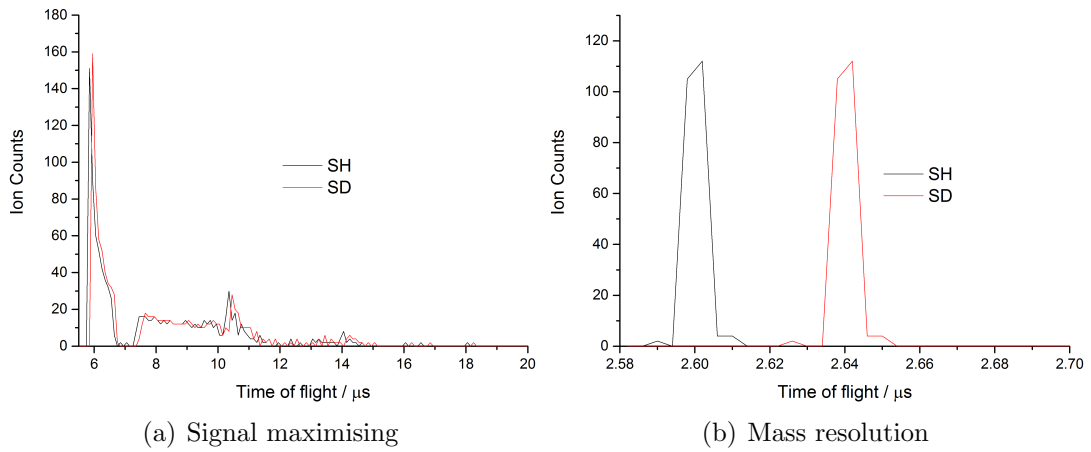 180
160
140
120
100
80
60
40
20
0
Ion Counts
SH
SD
6 8 10 12 14 16 18 20
Time of flight / μs
(a) Signal maximising
120
100
80
60
40
20
0
Ion Counts
SH
SD
2.58 2.60 2.62 2.64 2.66 2.68 2.70
Time of flight / μs
(b) Mass resolution